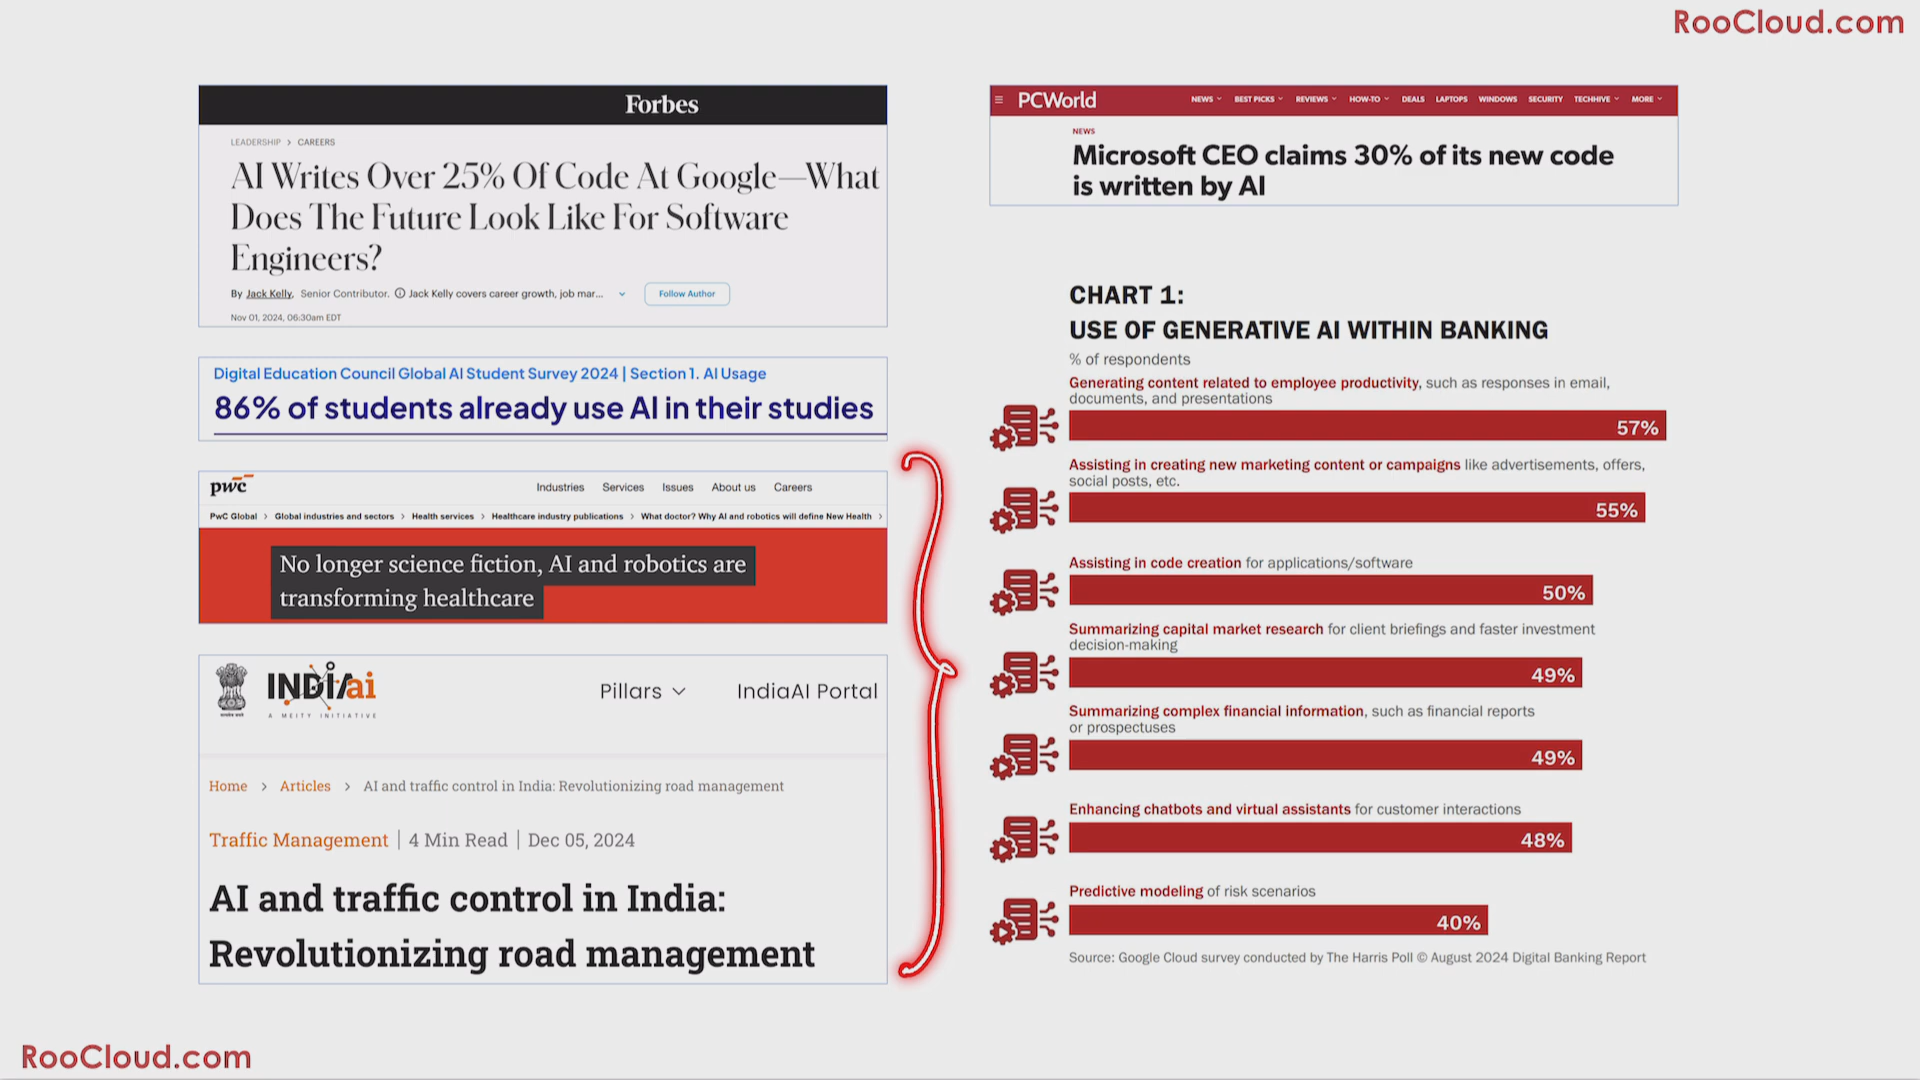 RooCloud.com
Forbes
LEADERSHIP > CAREERS
AI Writes Over 25% Of Code At Google—What
Does The Future Look Like For Software
Engineers?
By Jack Kelly, Senior Contributor. Jack Kelly covers career growth, job mar...
Follow Author
Nov 01, 2024, 06:30am EDT
Digital Education Council Global AI Student Survey 2024 | Section 1. AI Usage
86% of students already use AI in their studies
pwc
Industries Services Issues About us Careers
PwC Global > Global industries and sectors > Health services > Healthcare industry publications > What doctor? Why AI and robotics will define New Health >
No longer science fiction, AI and robotics are
transforming healthcare
INDIAai
A MEITY INITIATIVE
Pillars IndiaAI Portal
Home > Articles > AI and traffic control in India: Revolutionizing road management
Traffic Management | 4 Min Read | Dec 05, 2024
AI and traffic control in India:
Revolutionizing road management
PCWorld
NEWS BEST PICKS REVIEWS HOW-TO DEALS LAPTOPS WINDOWS SECURITY TECHHIVE MORE
NEWS
Microsoft CEO claims 30% of its new code
is written by AI
CHART 1:
USE OF GENERATIVE AI WITHIN BANKING
% of respondents
Generating content related to employee productivity, such as responses in email,
documents, and presentations
57%
Assisting in creating new marketing content or campaigns like advertisements, offers,
social posts, etc.
55%
Assisting in code creation for applications/software
50%
Summarizing capital market research for client briefings and faster investment
decision-making
49%
Summarizing complex financial information, such as financial reports
or prospectuses
49%
Enhancing chatbots and virtual assistants for customer interactions
48%
Predictive modeling of risk scenarios
40%
Source: Google Cloud survey conducted by The Harris Poll © August 2024 Digital Banking Report
RooCloud.com